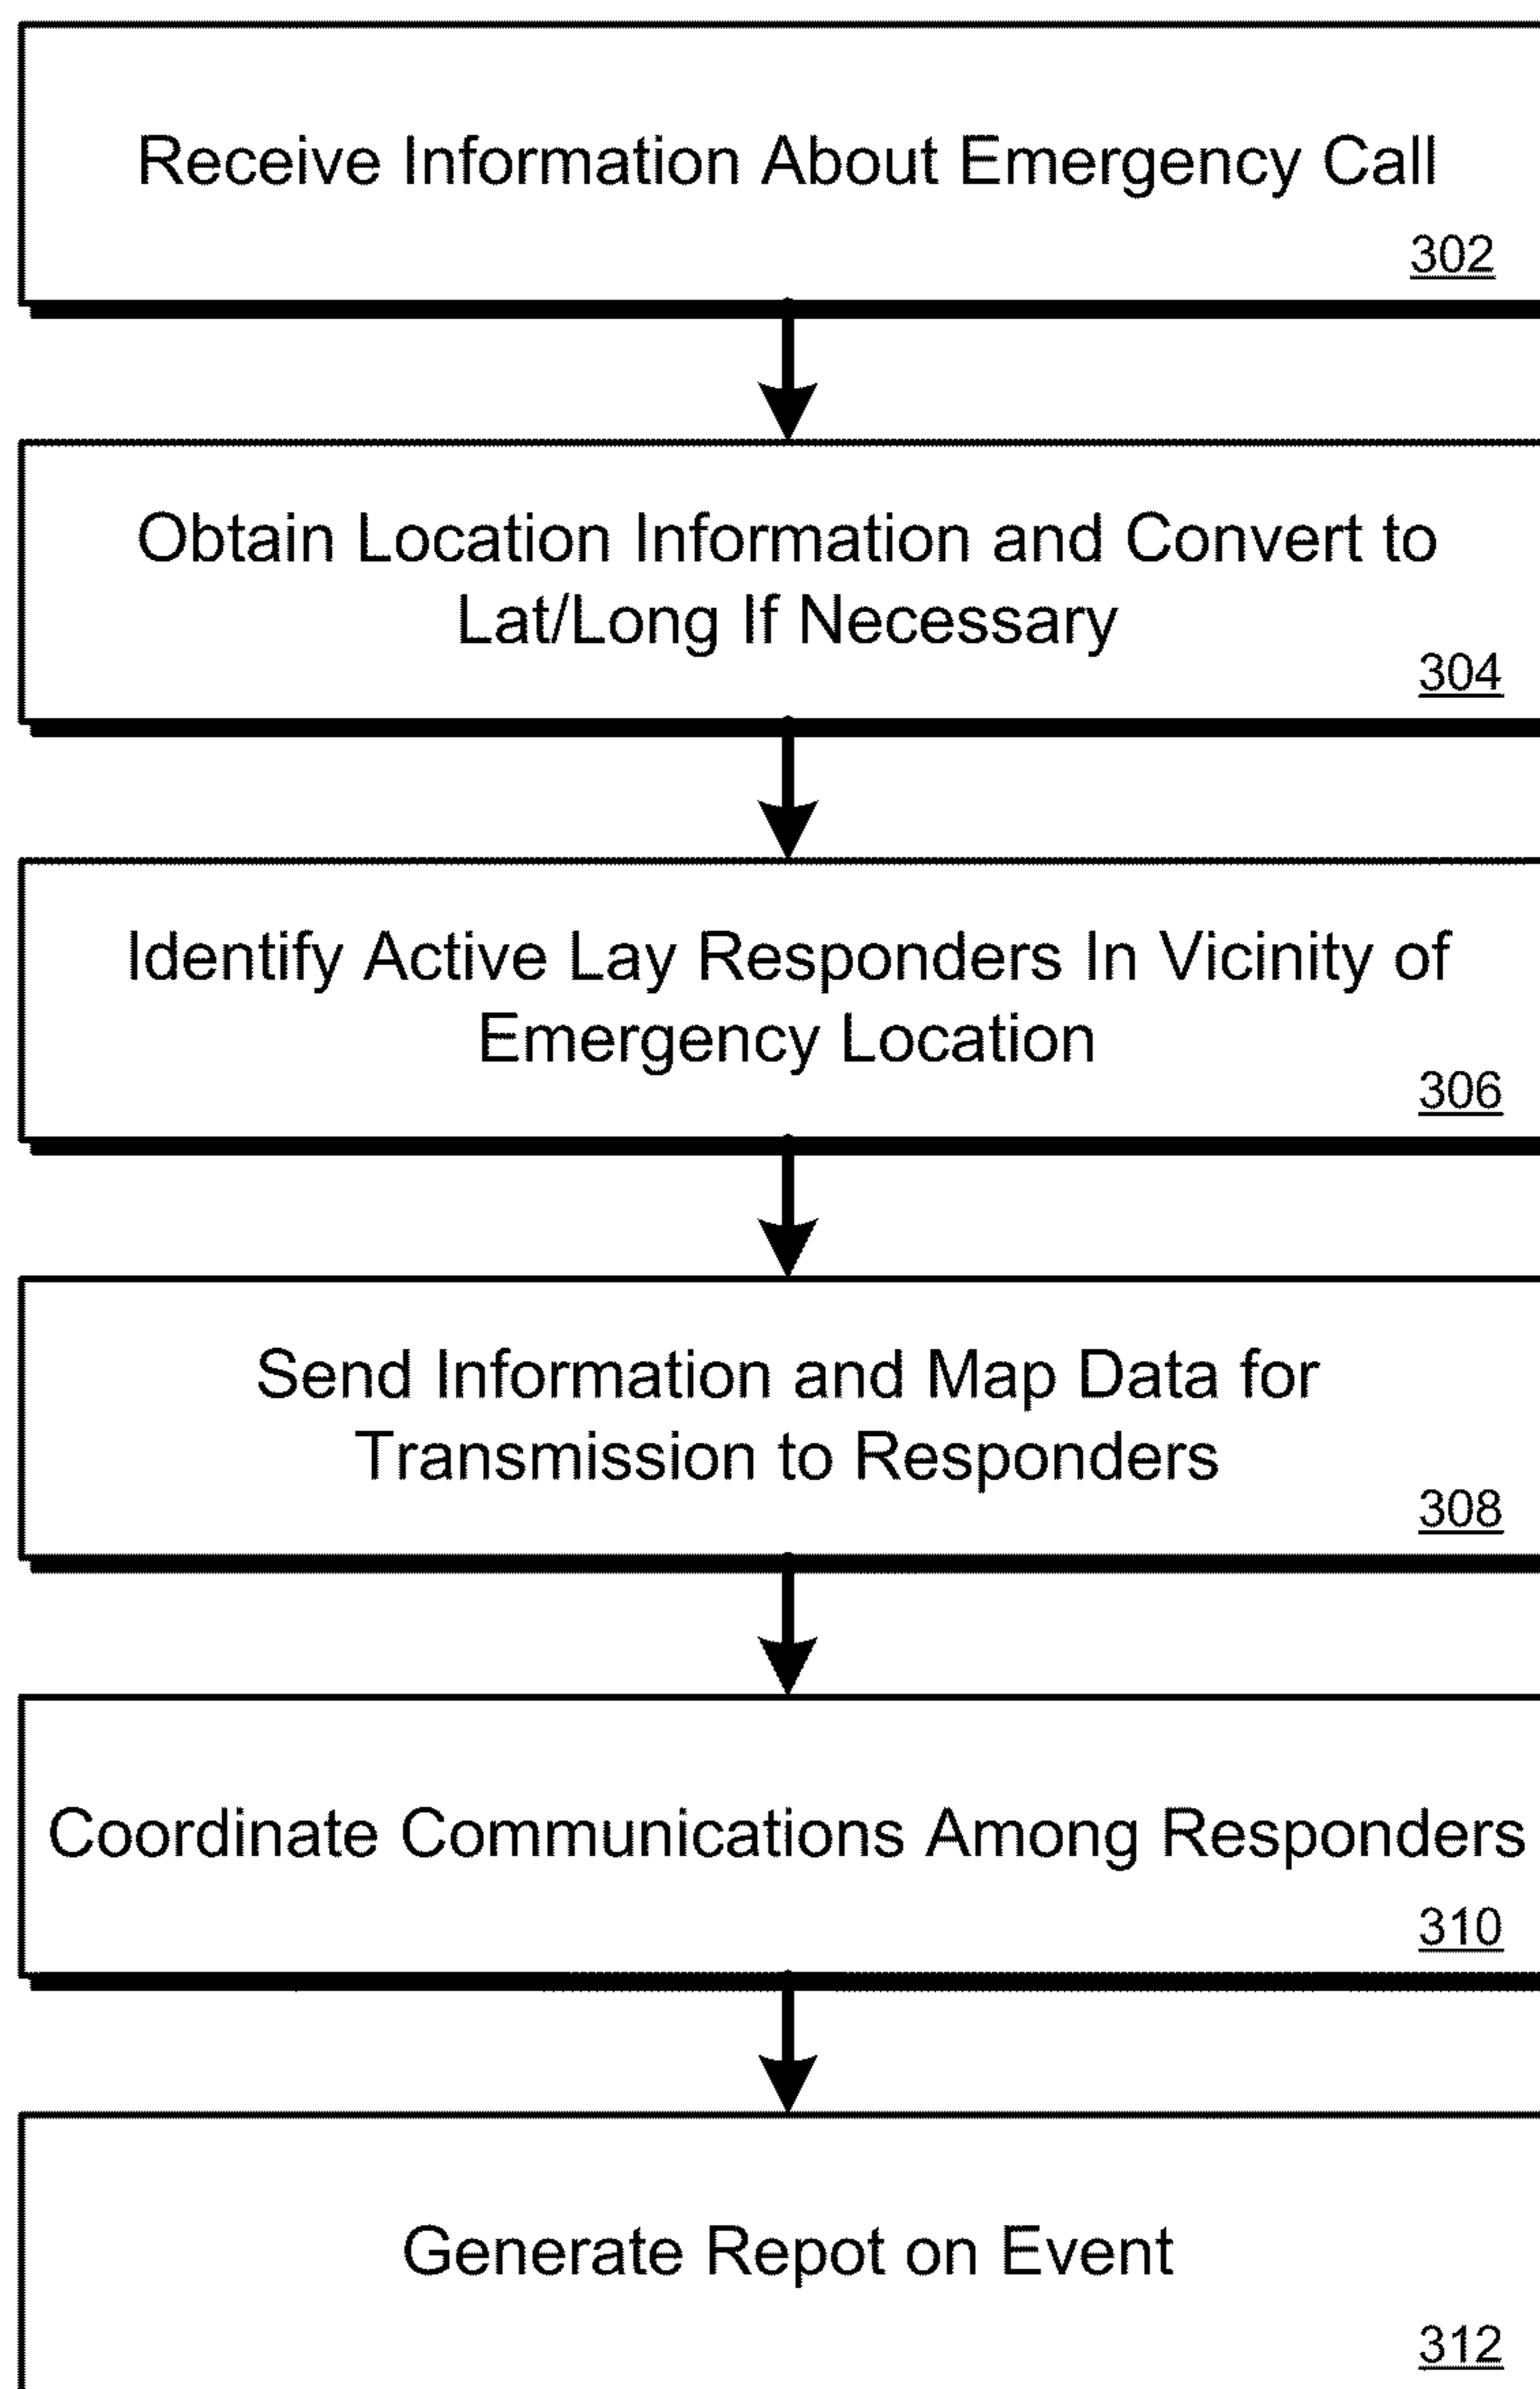 Receive Information About Emergency Call
302
Obtain Location Information and Convert to
Lat/Long If Necessary
304
Identify Active Lay Responders In Vicinity of
Emergency Location
306
Send Information and Map Data for
Transmission to Responders
308
Coordinate Communications Among Responders
310
Generate Repot on Event
312